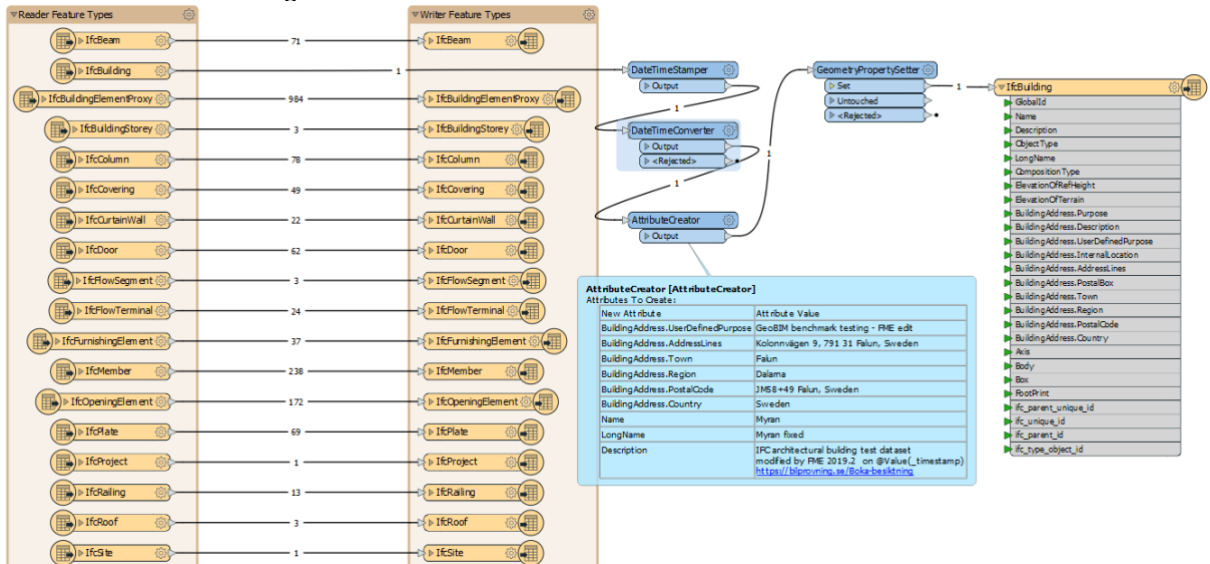 Reader Feature Types
IfcBeam
IfcBuilding
IfcBuildingElementProxy
IfcBuildingStorey
IfcColumn
IfcCovering
IfcCurtainWall
IfcDoor
IfcFlowSegment
IfcFlowTerminal
IfcFurnishingElement
IfcMember
IfcOpeningElement
IfcPlate
IfcProject
IfcRailing
IfcRoof
IfcSite
71
1
984
3
78
49
22
62
3
24
37
238
172
69
1
13
3
1
Writer Feature Types
IfcBeam
IfcBuildingElementProxy
IfcBuildingStorey
IfcColumn
IfcCovering
IfcCurtainWall
IfcDoor
IfcFlowSegment
IfcFlowTerminal
IfcFurnishingElement
IfcMember
IfcOpeningElement
IfcPlate
IfcProject
IfcRailing
IfcRoof
IfcSite
DateTimeStamper
Output
1
DateTimeConverter
Output
<Rejected>
1
AttributeCreator
Output
1
GeometryPropertySetter
Set
Untouched
<Rejected>
1
AttributeCreator [AttributeCreator]
Attributes To Create:
New Attribute Attribute Value
BuildingAddress.UserDefinedPurpose GeoBIM benchmark testing - FME edit
BuildingAddress.AddressLines Kolonnvägen 9, 791 31 Falun, Sweden
BuildingAddress.Town Falun
BuildingAddress.Region Dalarna
BuildingAddress.PostalCode JM58+49 Falun, Sweden
BuildingAddress.Country Sweden
Name Myran
LongName Myran fixed
Description IFC architectural bulding test dataset
modified by FME 2019.2 on @Value(_timestamp)
https://bilprovning.se/Boka-besiktning
IfcBuilding
GlobalId
Name
Description
ObjectType
LongName
CompositionType
ElevationOfRefHeight
ElevationOfTerrain
BuildingAddress.Purpose
BuildingAddress.Description
BuildingAddress.UserDefinedPurpose
BuildingAddress.InternalLocation
BuildingAddress.AddressLines
BuildingAddress.PostalBox
BuildingAddress.Town
BuildingAddress.Region
BuildingAddress.PostalCode
BuildingAddress.Country
Axis
Body
Box
FootPrint
ifc_parent_unique_id
ifc_unique_id
ifc_parent_id
ifc_type_object_id